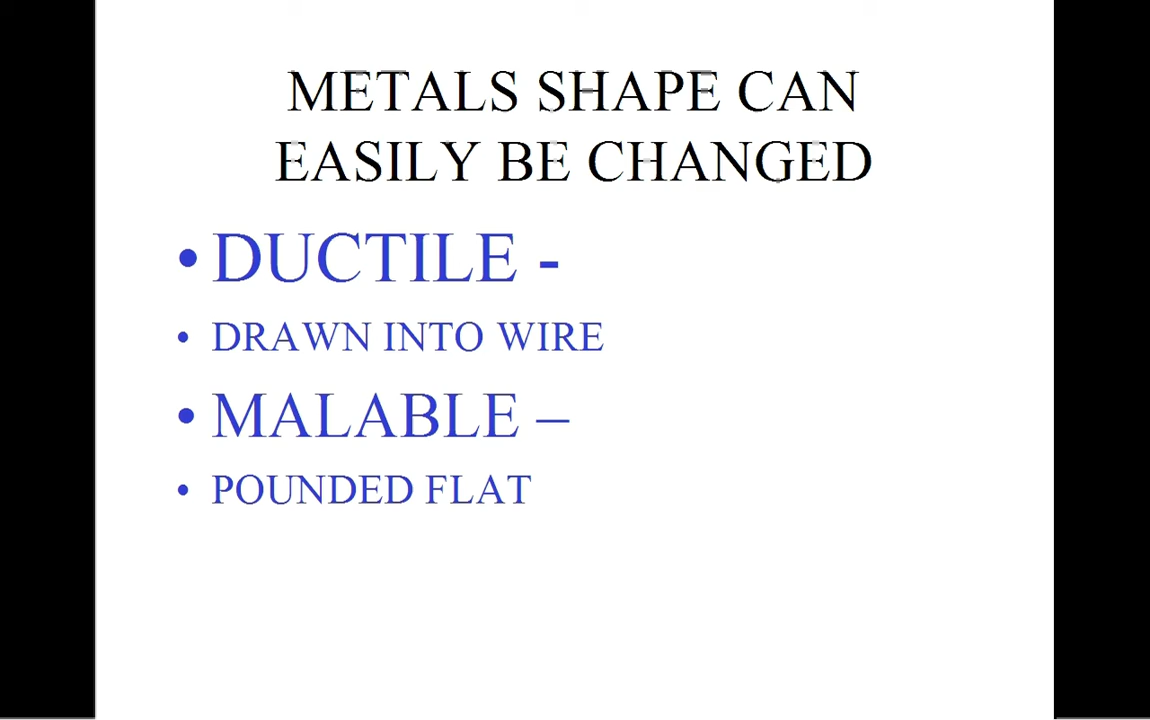 METALS SHAPE CAN
EASILY BE CHANGED
• DUCTILE -
• DRAWN INTO WIRE
• MALABLE –
• POUNDED FLAT